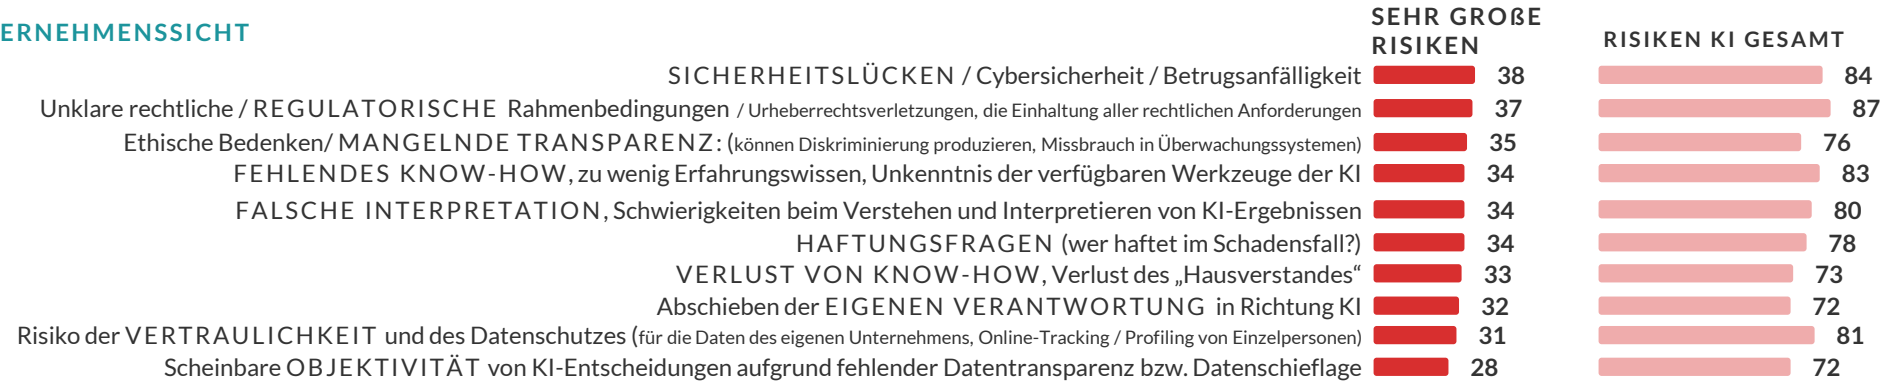 ERNEHMENSSICHT
SEHR GROßE
RISIKEN
RISIKEN KI GESAMT
SICHERHEITSLÜCKEN / Cybersicherheit / Betrugsanfälligkeit 38 84
Unklare rechtliche / REGULATORISCHE Rahmenbedingungen / Urheberrechtsverletzungen, die Einhaltung aller rechtlichen Anforderungen 37 87
Ethische Bedenken/ MANGELNDE TRANSPARENZ: (können Diskriminierung produzieren, Missbrauch in Überwachungssystemen) 35 76
FEHLENDES KNOW-HOW, zu wenig Erfahrungswissen, Unkenntnis der verfügbaren Werkzeuge der KI 34 83
FALSCHE INTERPRETATION, Schwierigkeiten beim Verstehen und Interpretieren von KI-Ergebnissen 34 80
HAFTUNGSFRAGEN (wer haftet im Schadensfall?) 34 78
VERLUST VON KNOW-HOW, Verlust des „Hausverstandes“ 33 73
Abschieben der EIGENEN VERANTWORTUNG in Richtung KI 32 72
Risiko der VERTRAULICHKEIT und des Datenschutzes (für die Daten des eigenen Unternehmens, Online-Tracking / Profiling von Einzelpersonen) 31 81
Scheinbare OBJEKTIVITÄT von KI-Entscheidungen aufgrund fehlender Datentransparenz bzw. Datenschieflage 28 72